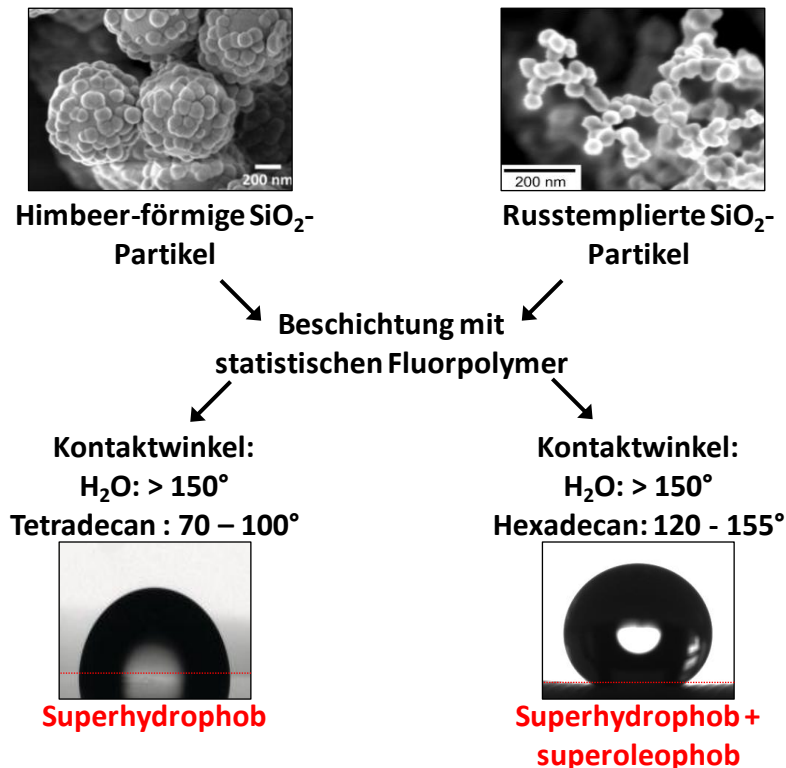 200 nm
200 nm
Himbeer-förmige SiO₂-
Partikel
Russtemplierte SiO₂-
Partikel
Beschichtung mit
statistischen Fluorpolymer
Kontaktwinkel:
H₂O: > 150°
Tetradecan : 70 – 100°
Kontaktwinkel:
H₂O: > 150°
Hexadecan: 120 - 155°
Superhydrophob
Superhydrophob +
superoleophob